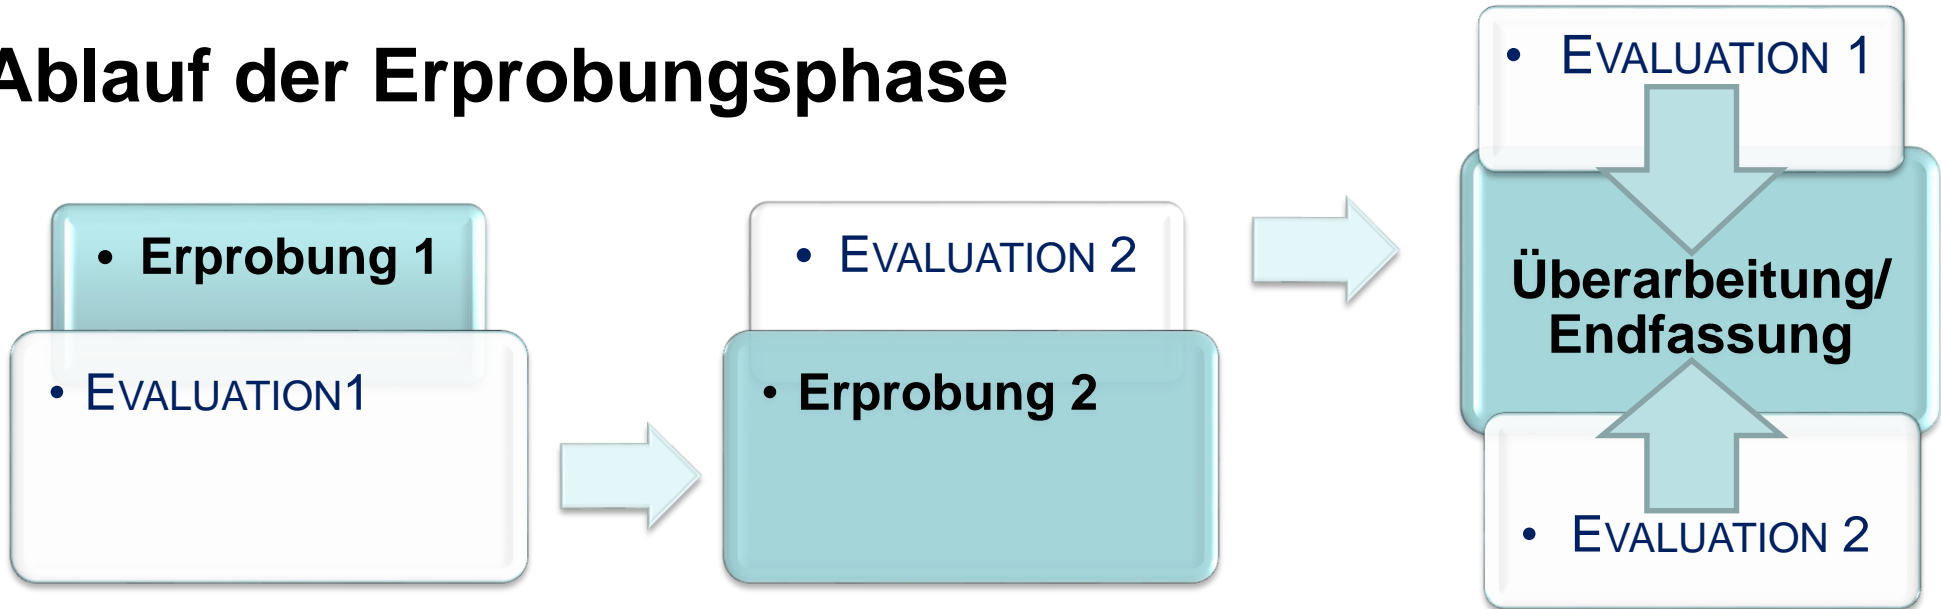 Ablauf der Erprobungsphase
• Erprobung 1
• EVALUATION1
• EVALUATION 2
• Erprobung 2
• EVALUATION 1
Überarbeitung/
Endfassung
• EVALUATION 2